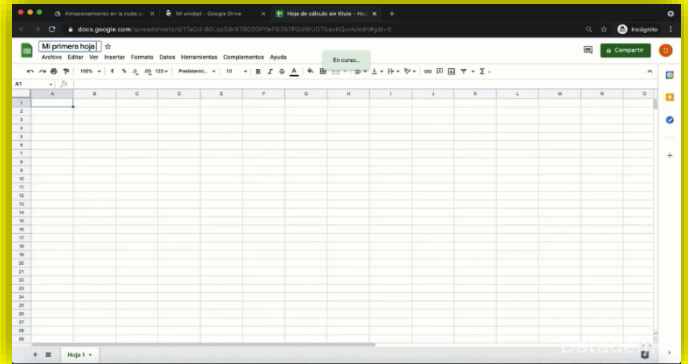 Almacenamiento en la nube
Mi unidad - Google Drive
Hoja de cálculo sin título - Ho
docs.google.com
Incógnito
Mi primera hoja
Compartir
Archivo Editar Ver Insertar Formato Datos Herramientas Complementos Ayuda
En curso...
100% € % .0 .00 123 Predetermi... 10 B I S A
A1 fx
A B C D E F G H I J K L M N O
1
2
3
4
5
6
7
8
9
10
11
12
13
14
15
16
17
18
19
20
21
22
23
24
25
26
27
28
29
Hoja 1